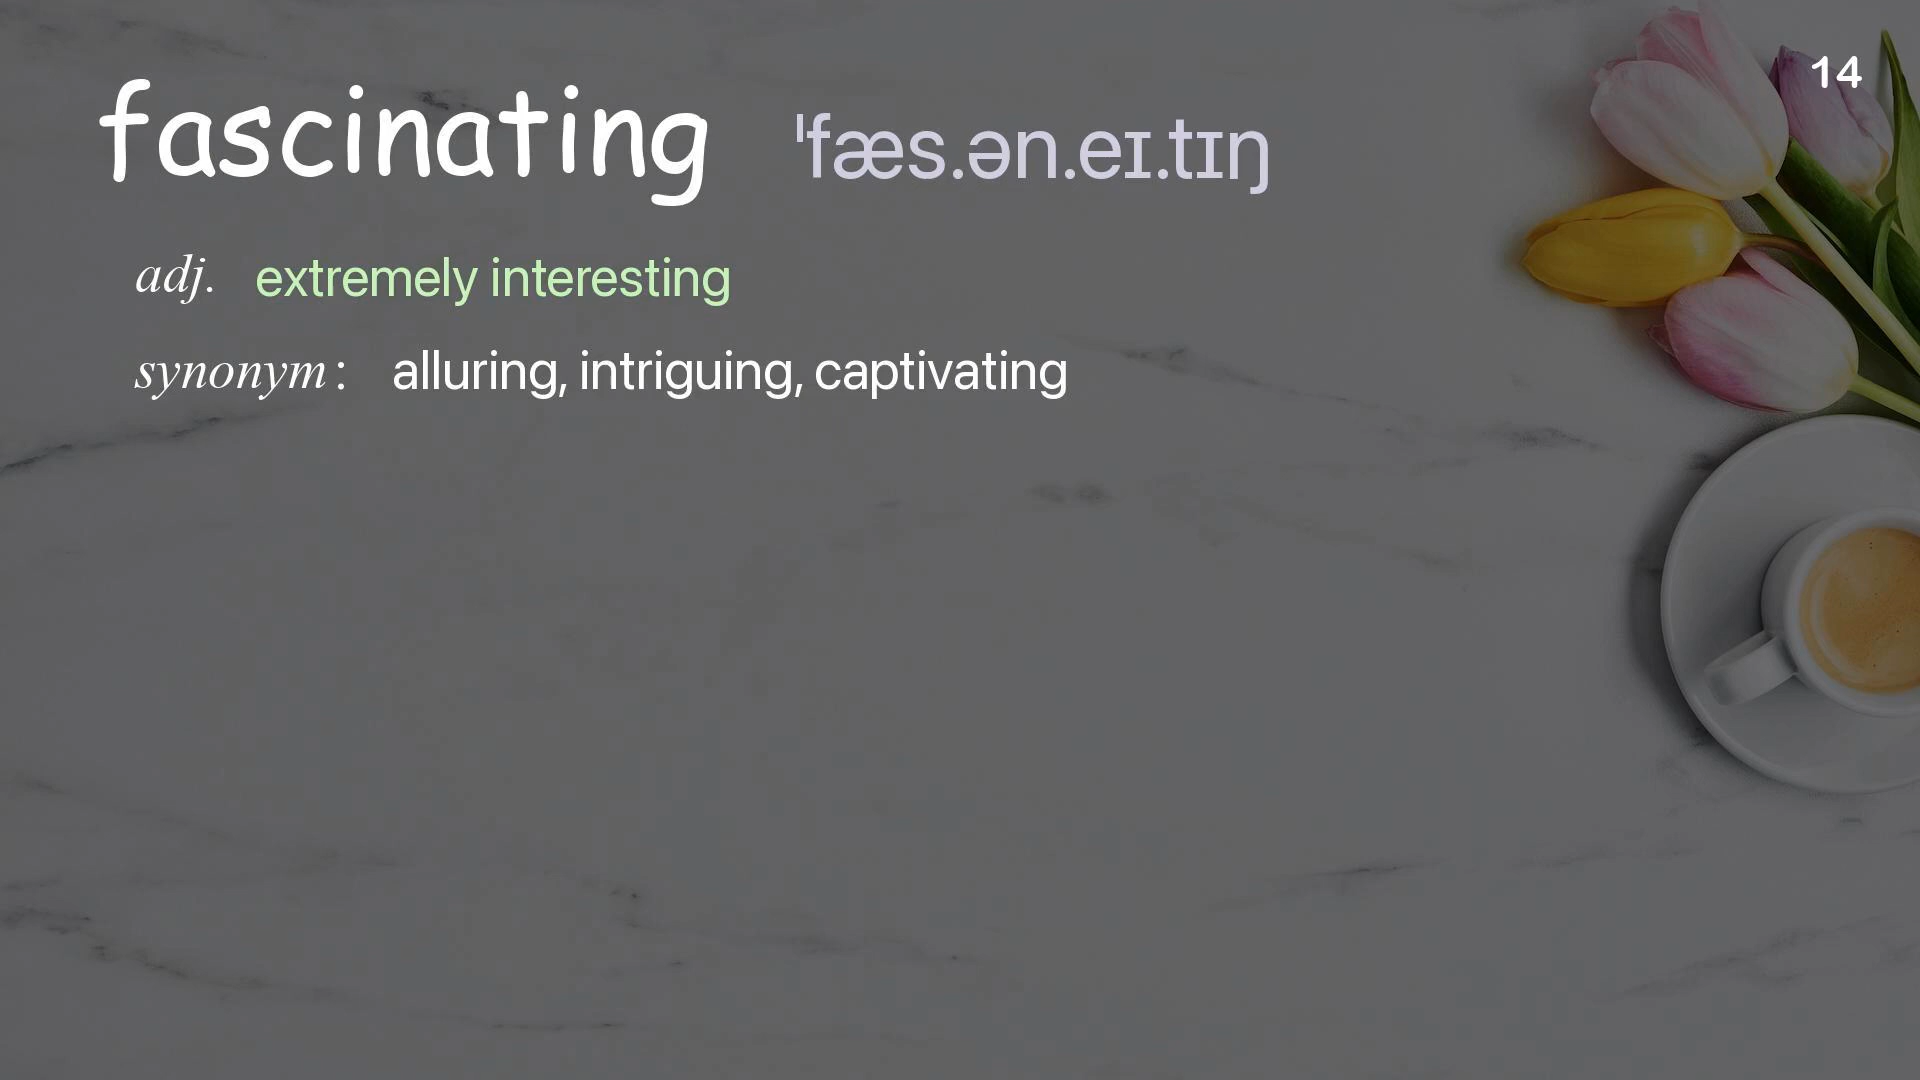 14
fascinating ˈfæs.ən.eɪ.tɪŋ
adj. extremely interesting
synonym: alluring, intriguing, captivating